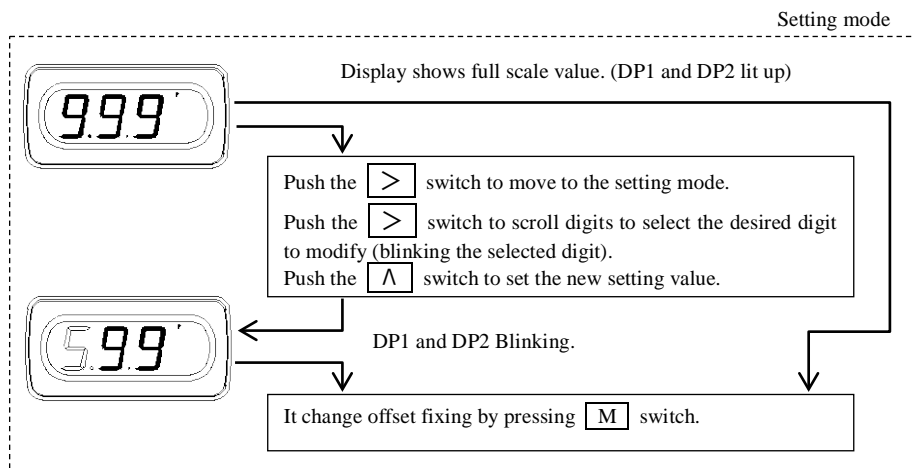 Setting mode
Display shows full scale value. (DP1 and DP2 lit up)
9.9.9
Push the > switch to move to the setting mode.
Push the > switch to scroll digits to select the desired digit
to modify (blinking the selected digit).
Push the Λ switch to set the new setting value.
5.9.9
DP1 and DP2 Blinking.
It change offset fixing by pressing M switch.